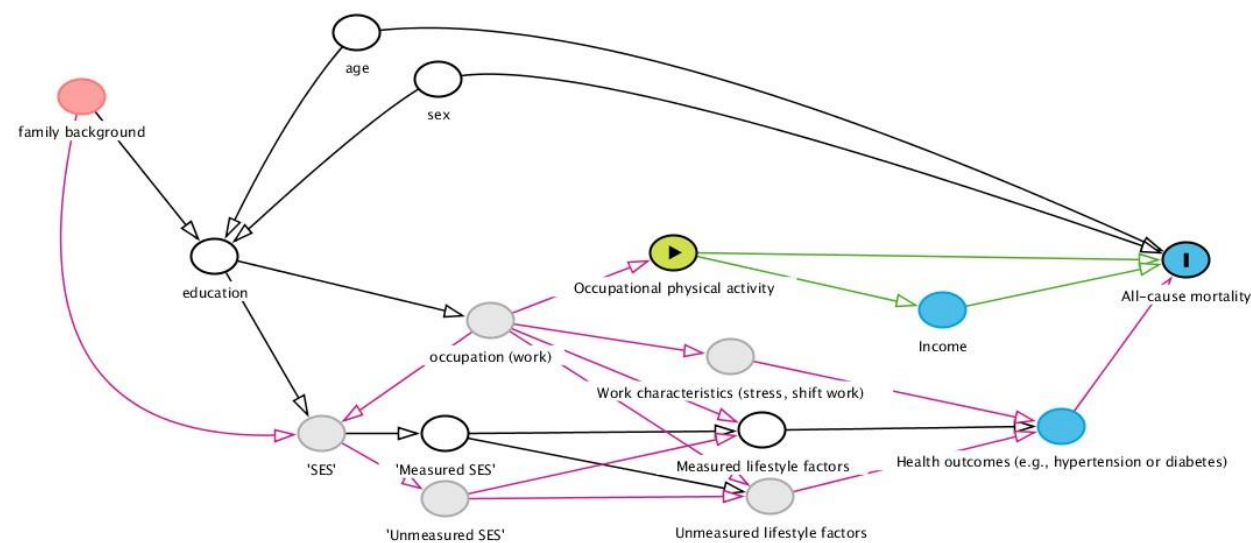 age
sex
family background
education
Occupational physical activity
All-cause mortality
Income
occupation (work)
Work characteristics (stress, shift work)
'SES'
'Measured SES'
Measured lifestyle factors
Health outcomes (e.g., hypertension or diabetes)
'Unmeasured SES'
Unmeasured lifestyle factors